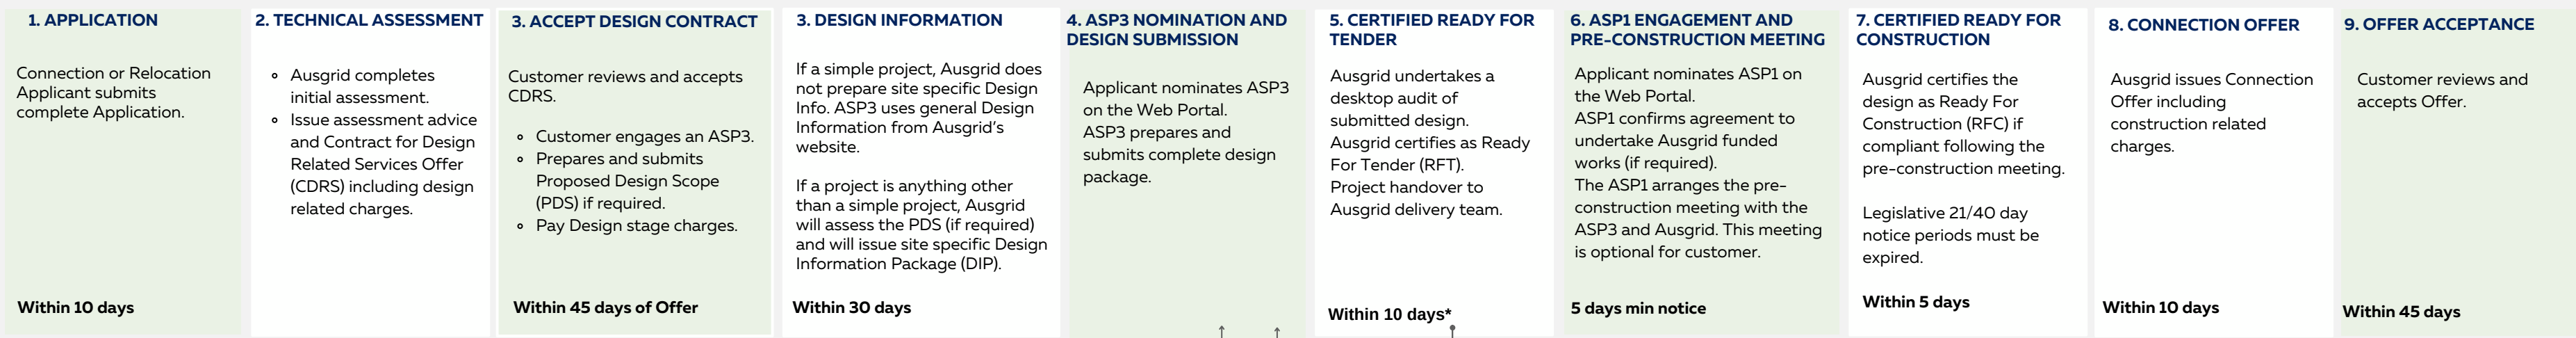 1. APPLICATION
Connection or Relocation
Applicant submits
complete Application.
Within 10 days
2. TECHNICAL ASSESSMENT
Ausgrid completes
initial assessment.
Issue assessment advice
and Contract for Design
Related Services Offer
(CDRS) including design
related charges.
3. ACCEPT DESIGN CONTRACT
Customer reviews and accepts
CDRS.
Customer engages an ASP3.
Prepares and submits
Proposed Design Scope
(PDS) if required.
Pay Design stage charges.
Within 45 days of Offer
3. DESIGN INFORMATION
If a simple project, Ausgrid does
not prepare site specific Design
Info. ASP3 uses general Design
Information from Ausgrid's
website.
If a project is anything other
than a simple project, Ausgrid
will assess the PDS (if required)
and will issue site specific Design
Information Package (DIP).
Within 30 days
4. ASP3 NOMINATION AND
DESIGN SUBMISSION
Applicant nominates ASP3
on the Web Portal.
ASP3 prepares and
submits complete design
package.
5. CERTIFIED READY FOR
TENDER
Ausgrid undertakes a
desktop audit of
submitted design.
Ausgrid certifies as Ready
For Tender (RFT).
Project handover to
Ausgrid delivery team.
Within 10 days*
6. ASP1 ENGAGEMENT AND
PRE-CONSTRUCTION MEETING
Applicant nominates ASP1 on
the Web Portal.
ASP1 confirms agreement to
undertake Ausgrid funded
works (if required).
The ASP1 arranges the pre-
construction meeting with the
ASP3 and Ausgrid. This meeting
is optional for customer.
5 days min notice
7. CERTIFIED READY FOR
CONSTRUCTION
Ausgrid certifies the
design as Ready For
Construction (RFC) if
compliant following the
pre-construction meeting.
Legislative 21/40 day
notice periods must be
expired.
Within 5 days
8. CONNECTION OFFER
Ausgrid issues Connection
Offer including
construction related
charges.
Within 10 days
9. OFFER ACCEPTANCE
Customer reviews and
accepts Offer.
Within 45 days